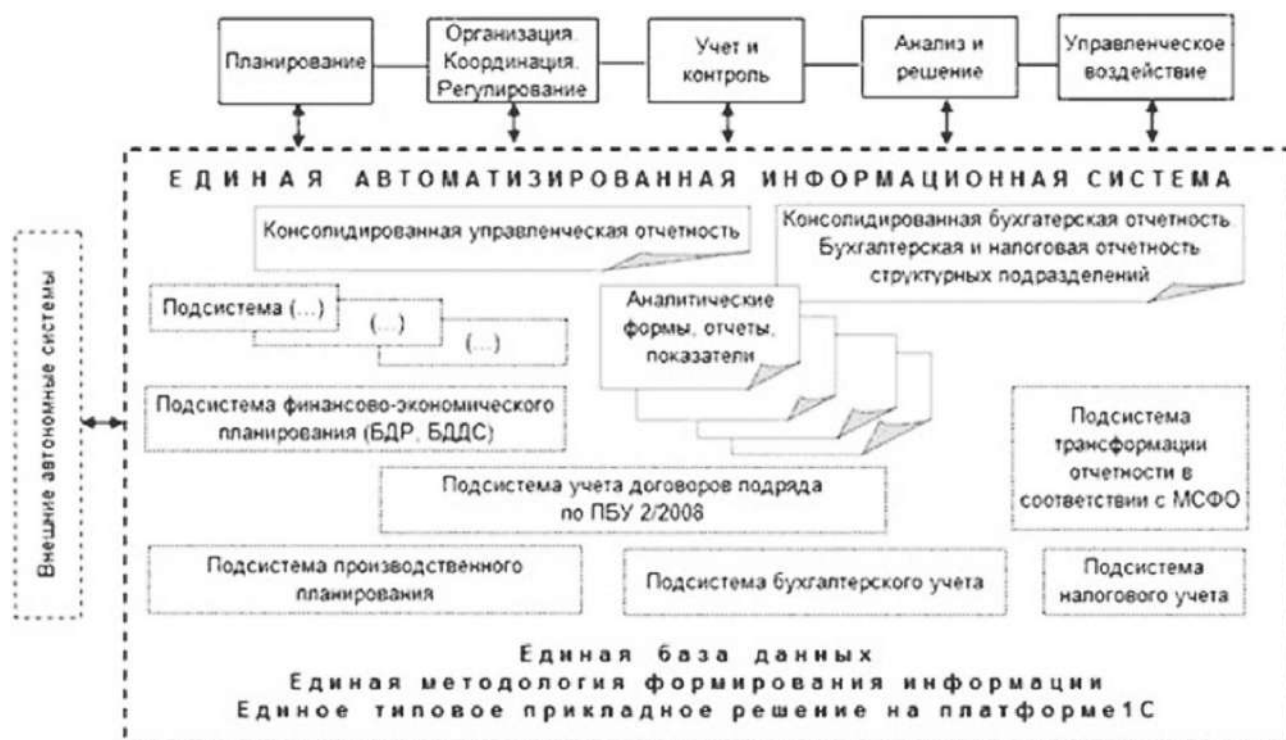 Планирование
Организация.
Координация.
Регулирование
Учет и
контроль
Анализ и
решение
Управленческое
воздействие
ЕДИНАЯ АВТОМАТИЗИРОВАННАЯ ИНФОРМАЦИОННАЯ СИСТЕМА
Консолидированная управленческая отчетность
Консолидированная бухгатерская отчетность.
Бухгалтерская и налоговая отчетность
структурных подразделений
Подсистема (...)
(...)
(...)
Аналитические
формы, отчеты,
показатели
Внешние автономные системы
Подсистема финансово-экономического
планирования (БДР, БДДС)
Подсистема
трансформации
отчетности в
соответствии с МСФО
Подсистема учета договоров подряда
по ПБУ 2/2008
Подсистема производственного
планирования
Подсистема бухгалтерского учета
Подсистема
налогового учета
Единая база данных
Единая методология формирования информации
Единое типовое прикладное решение на платформе1С